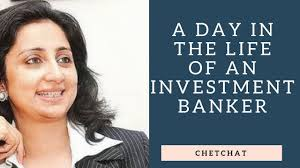 A DAY IN
THE LIFE
OF AN
INVESTMENT
BANKER
CHETCHAT